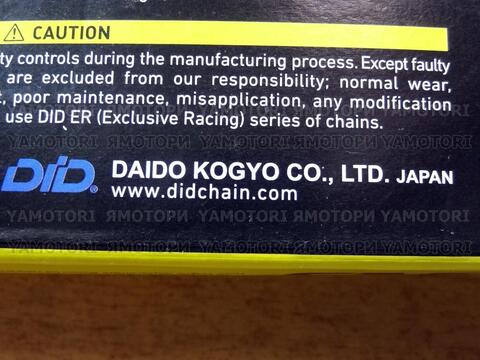 CAUTION
ty controls during the manufacturing process. Except faulty
are excluded from our responsibility; normal wear,
t, poor maintenance, misapplication, any modification
use DID ER (Exclusive Racing) series of chains.
DID® DAIDO KOGYO CO., LTD. JAPAN
www.didchain.com
YAMOTORI ЯМОТОРИ YAMOTORI ЯМОТОРИ YAMOTORI